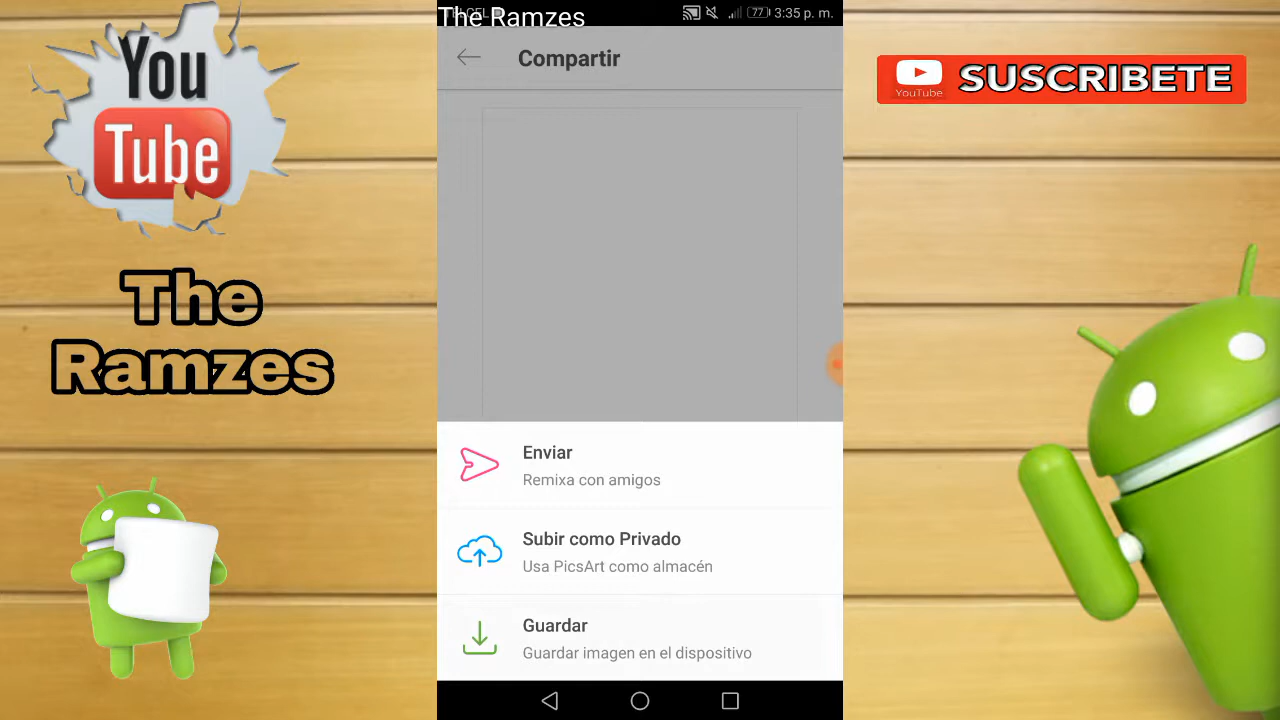 You
Tube
The
Ramzes
The Ramzes
77 3:35 p. m.
Compartir
Enviar
Remixa con amigos
Subir como Privado
Usa PicsArt como almacén
Guardar
Guardar imagen en el dispositivo
YouTube
SUSCRIBETE